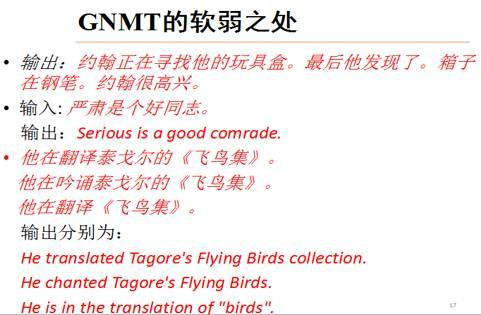 GNMT的软弱之处
• 输出：约翰正在寻找他的玩具盒。最后他发现了。箱子
在钢笔。约翰很高兴。
• 输入: 严肃是个好同志。
输出：Serious is a good comrade.
• 他在翻译泰戈尔的《飞鸟集》。
他在吟诵泰戈尔的《飞鸟集》。
他在翻译《飞鸟集》。
输出分别为：
He translated Tagore's Flying Birds collection.
He chanted Tagore's Flying Birds.
He is in the translation of "birds".
17